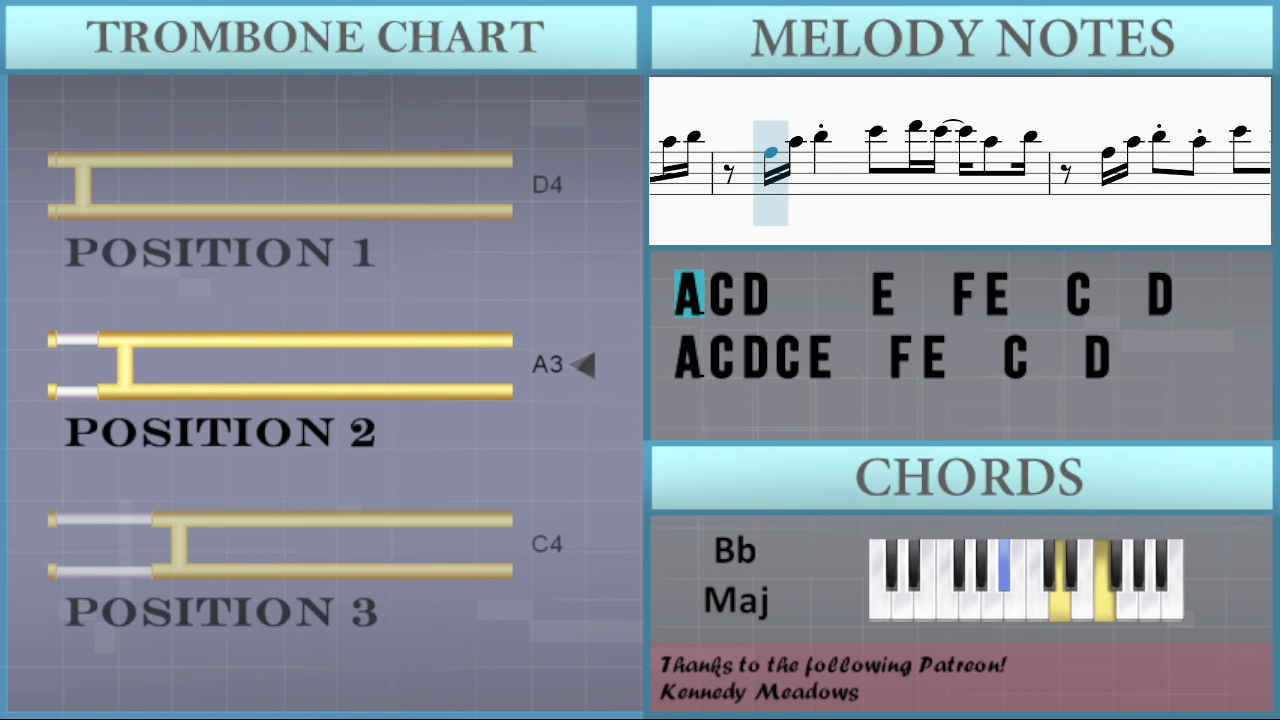 TROMBONE CHART
D4
POSITION 1
A3
POSITION 2
C4
POSITION 3
MELODY NOTES
ACD E FE C D
ACDCE FE C D
CHORDS
Bb
Maj
Thanks to the following Patreon!
Kennedy Meadows